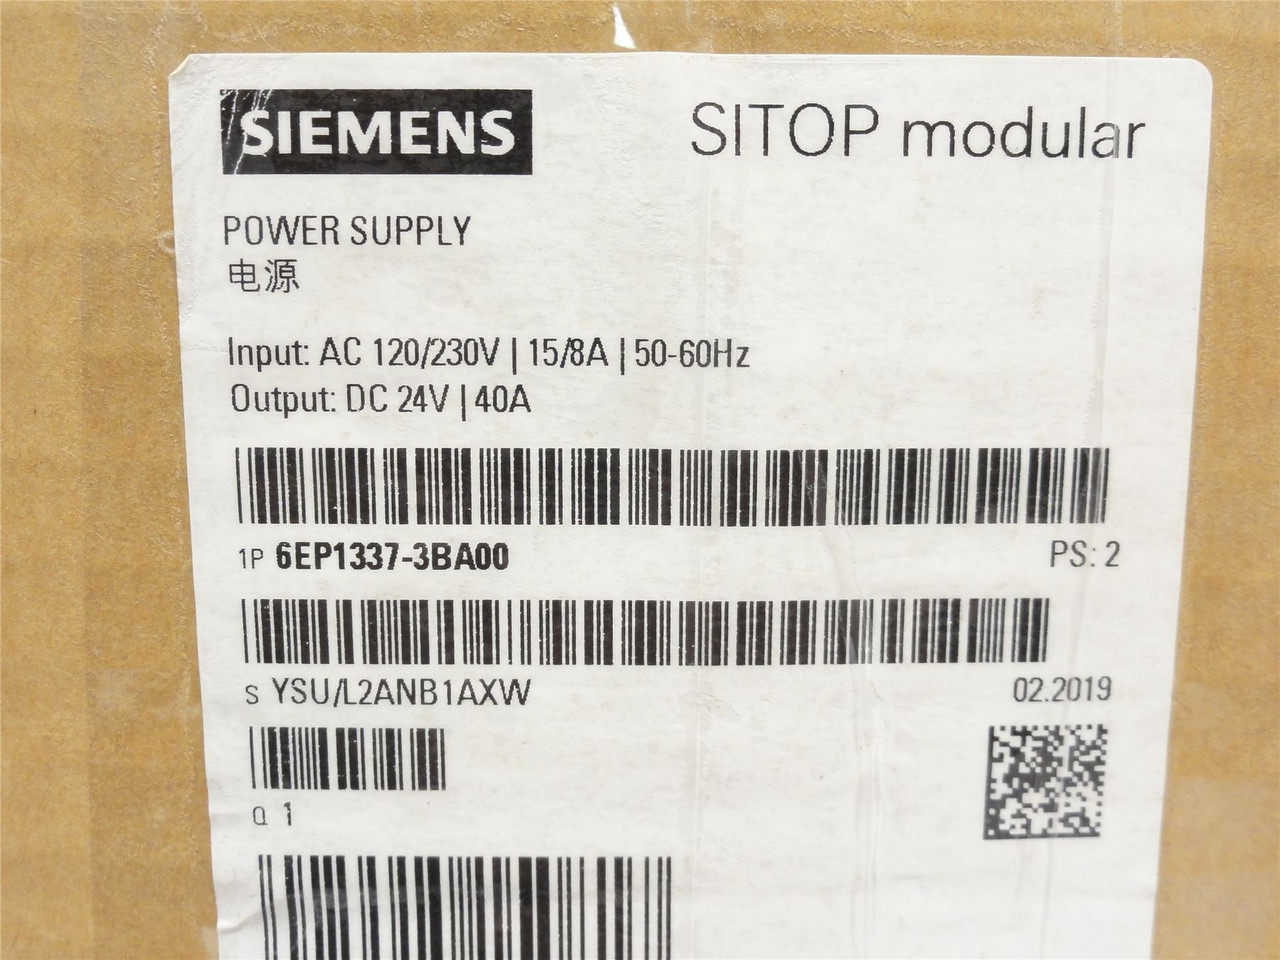 SIEMENS
SITOP modular
POWER SUPPLY
电源
Input: AC 120/230V | 15/8A | 50-60Hz
Output: DC 24V | 40A
1P 6EP1337-3BA00
PS: 2
S YSU/L2ANB1AXW
02.2019
Q 1